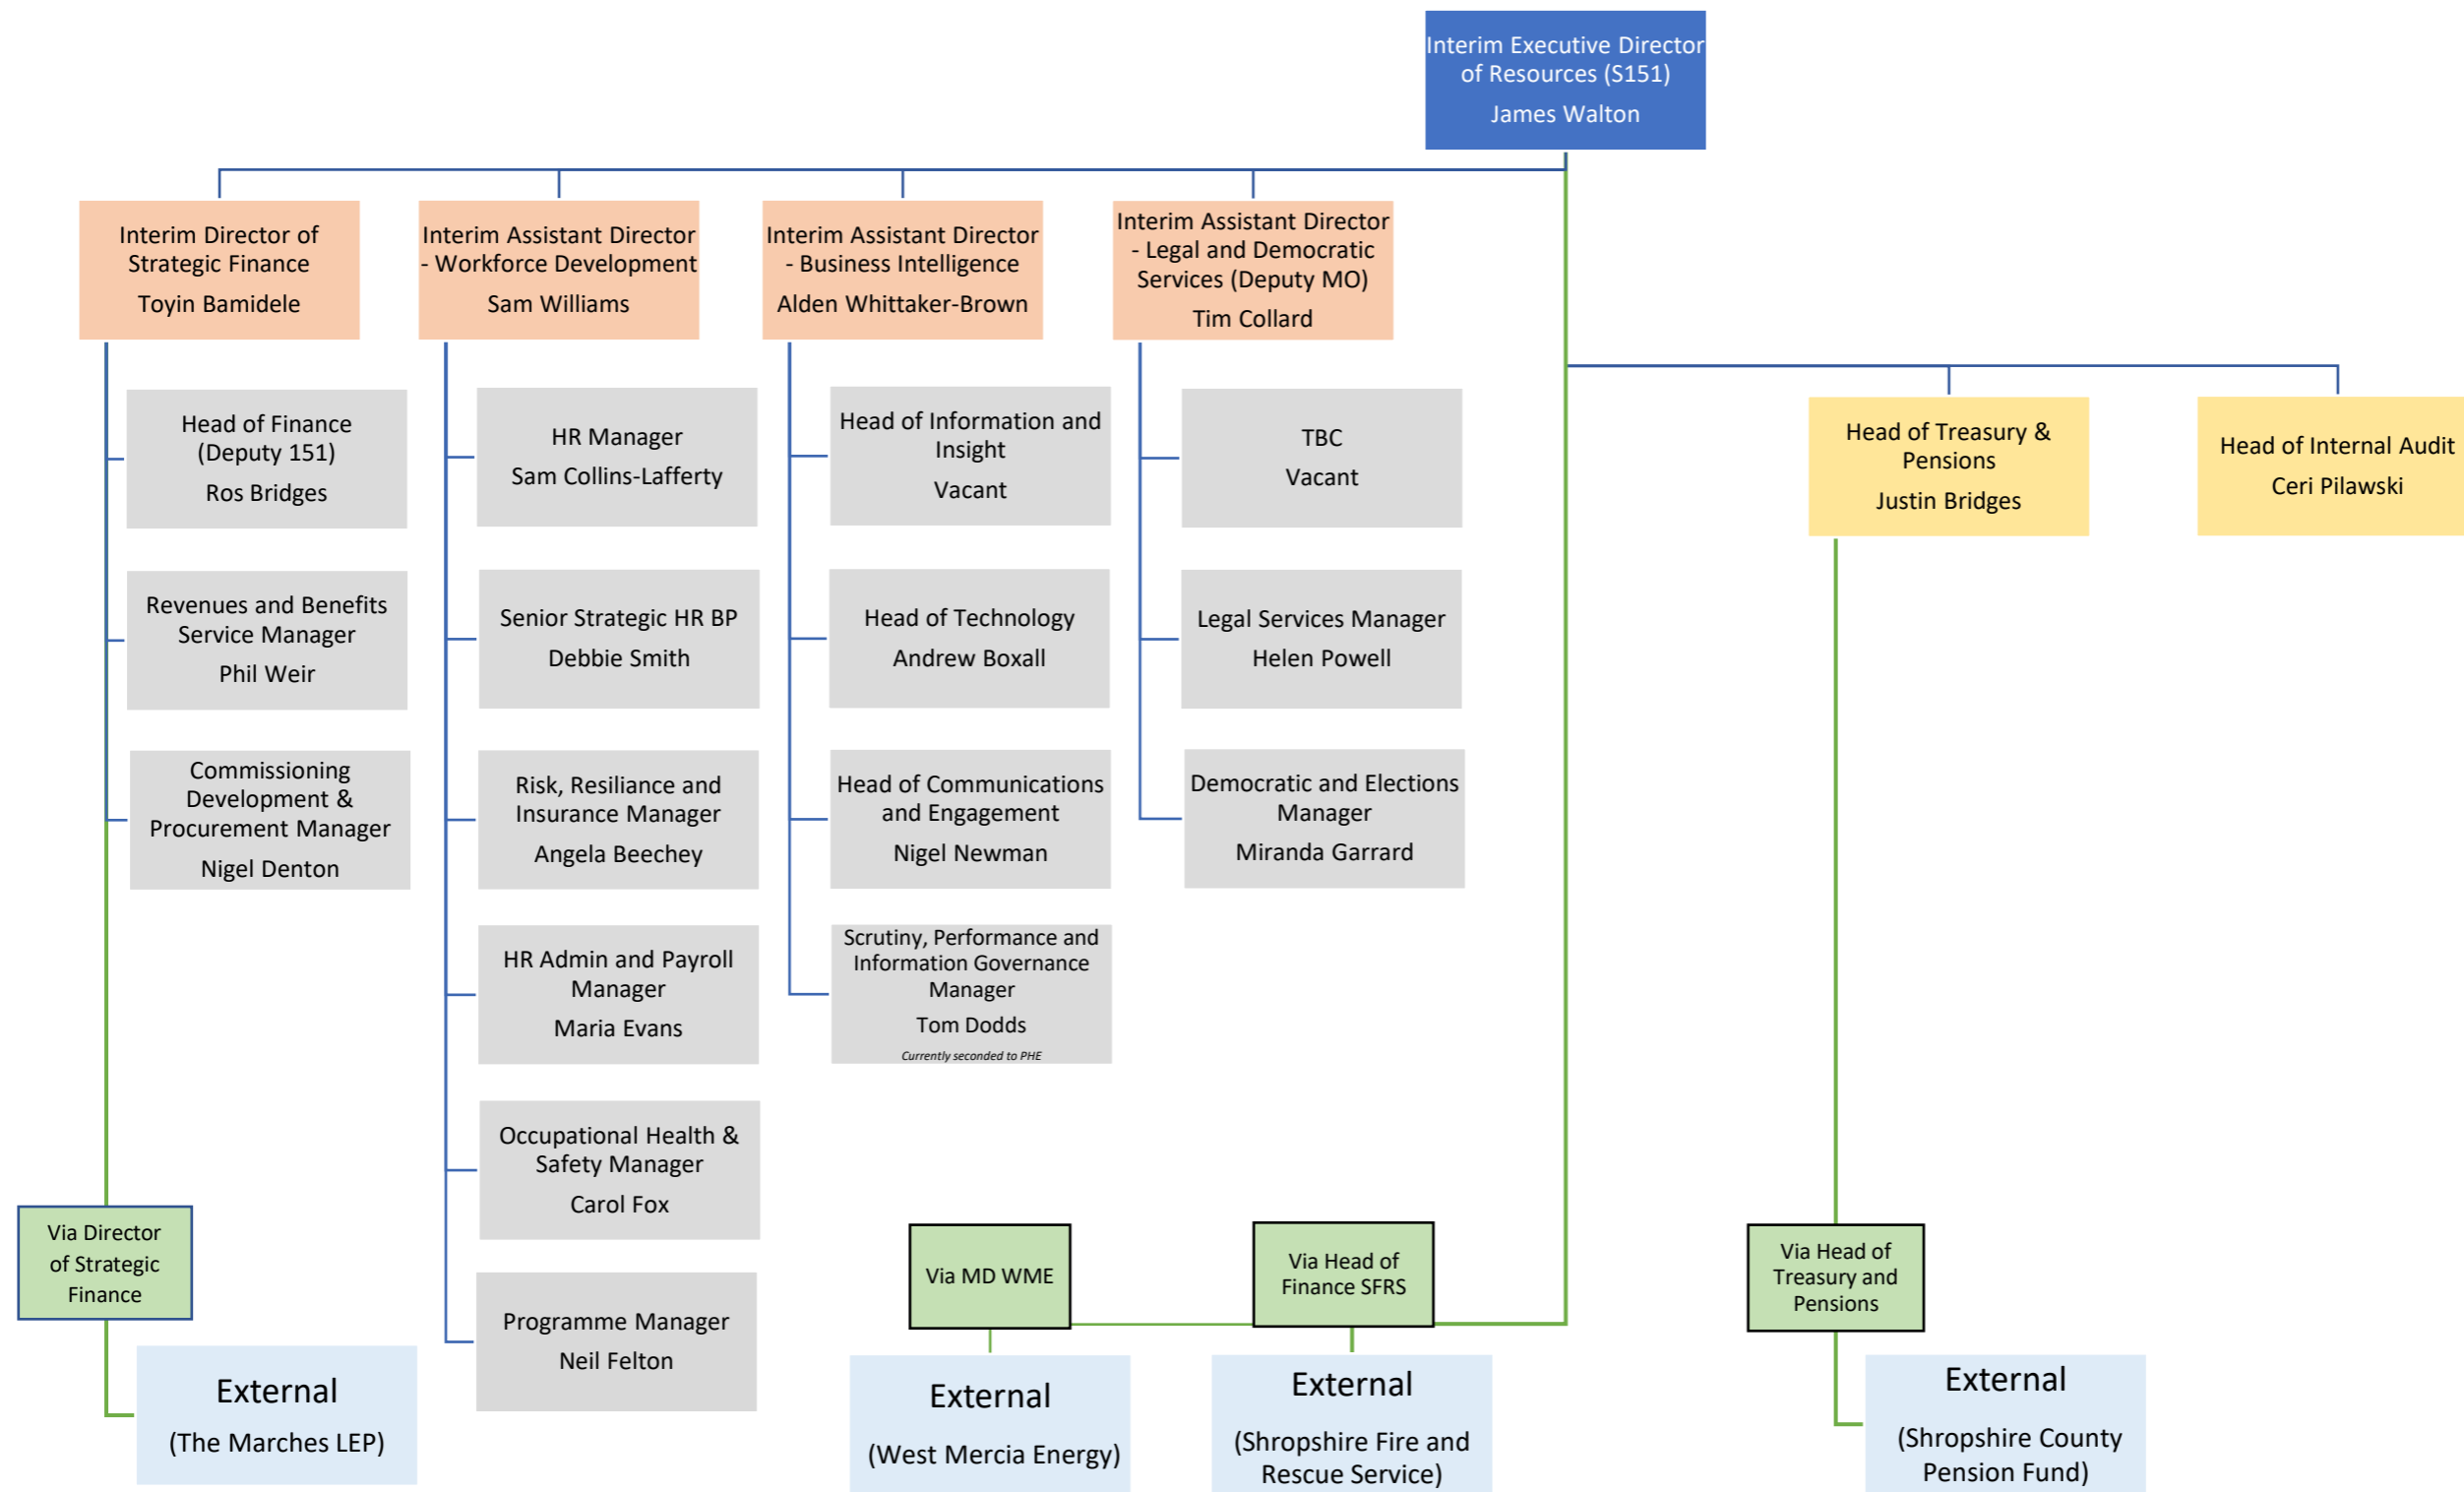 Interim Executive Director
of Resources (S151)
James Walton
Interim Director of
Strategic Finance
Toyin Bamidele
Interim Assistant Director
- Workforce Development
Sam Williams
Interim Assistant Director
- Business Intelligence
Alden Whittaker-Brown
Interim Assistant Director
- Legal and Democratic
Services (Deputy MO)
Tim Collard
Head of Treasury &
Pensions
Justin Bridges
Head of Internal Audit
Ceri Pilawski
Head of Finance
(Deputy 151)
Ros Bridges
Revenues and Benefits
Service Manager
Phil Weir
Commissioning
Development &
Procurement Manager
Nigel Denton
HR Manager
Sam Collins-Lafferty
Senior Strategic HR BP
Debbie Smith
Risk, Resiliance and
Insurance Manager
Angela Beechey
HR Admin and Payroll
Manager
Maria Evans
Occupational Health &
Safety Manager
Carol Fox
Programme Manager
Neil Felton
Head of Information and
Insight
Vacant
Head of Technology
Andrew Boxall
Head of Communications
and Engagement
Nigel Newman
Scrutiny, Performance and
Information Governance
Manager
Tom Dodds
Currently seconded to PHE
TBC
Vacant
Legal Services Manager
Helen Powell
Democratic and Elections
Manager
Miranda Garrard
Via Director
of Strategic
Finance
External
(The Marches LEP)
Via MD WME
External
(West Mercia Energy)
Via Head of
Finance SFRS
External
(Shropshire Fire and
Rescue Service)
Via Head of
Treasury and
Pensions
External
(Shropshire County
Pension Fund)